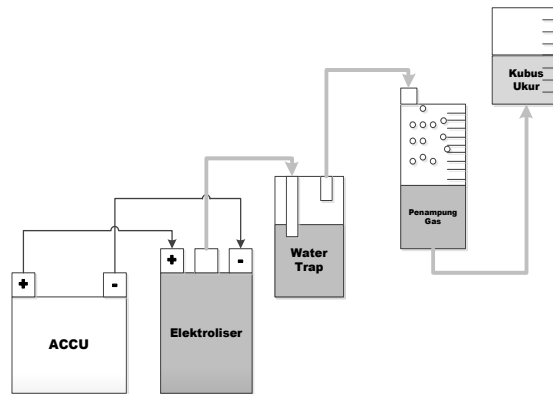 Kubus
Ukur
Penampung
Gas
Water
Trap
+
-
+
-
ACCU
Elektroliser